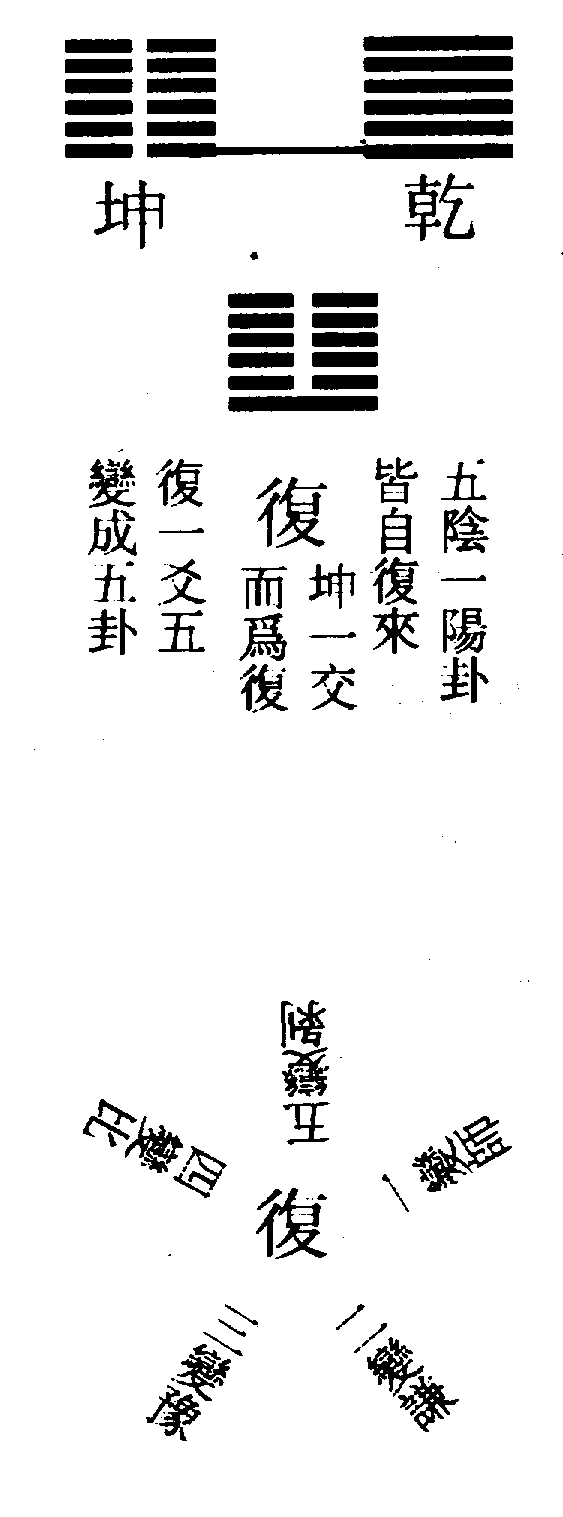 乾
坤
五陰一陽卦
皆自復來
復
坤一交
而爲復
復一爻五
變成五卦
復
一變師
二變謙
三變豫
四變比
五變剝